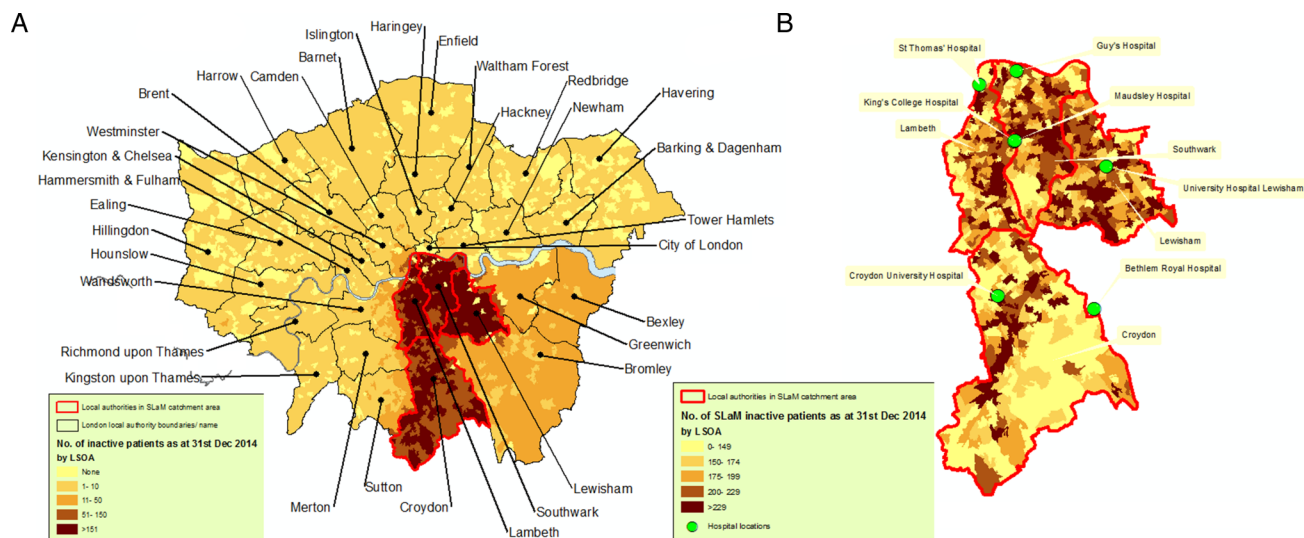 A
Haringey
Islington
Enfield
Barnet
Waltham Forest
Harrow
Camden
Redbridge
Brent
Hackney
Newham
Havering
Westminster
Kensington & Chelsea
Barking & Dagenham
Hammersmith & Fulham
Ealing
Tower Hamlets
Hillingdon
City of London
Hounslow
Wandsworth
Bexley
Greenwich
Richmond upon Thames
Bromley
Kingston upon Thames
Local authorities in SLaM catchment area
London local authority boundaries/ name
No. of inactive patients as at 31st Dec 2014
by LSOA
None
1- 10
11- 50
51- 150
>151
Merton
Sutton
Croydon
Lambeth
Southwark
Lewisham
B
St Thomas' Hospital
Guy's Hospital
King's College Hospital
Maudsley Hospital
Lambeth
Southwark
University Hospital Lewisham
Lewisham
Croydon University Hospital
Bethlem Royal Hospital
Croydon
Local authorities in SLaM catchment area
No. of SLaM inactive patients as at 31st Dec 2014
by LSOA
0- 149
150- 174
175- 199
200- 229
>229
Hospital locations